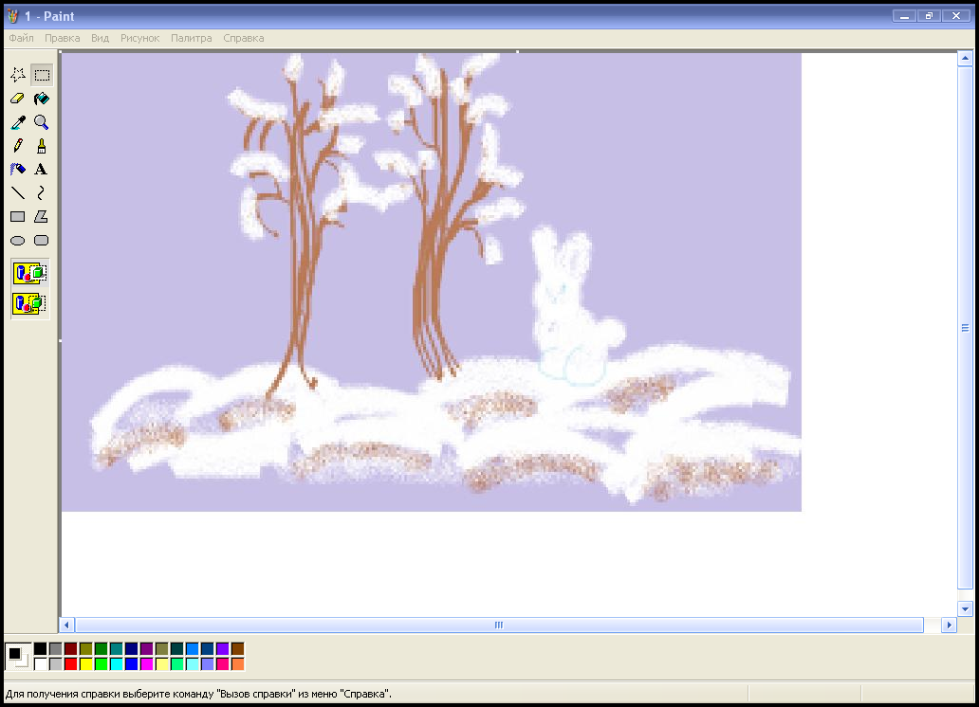 1 - Paint
Файл Правка Вид Рисунок Палитра Справка
A
Для получения справки выберите команду "Вызов справки" из меню "Справка".